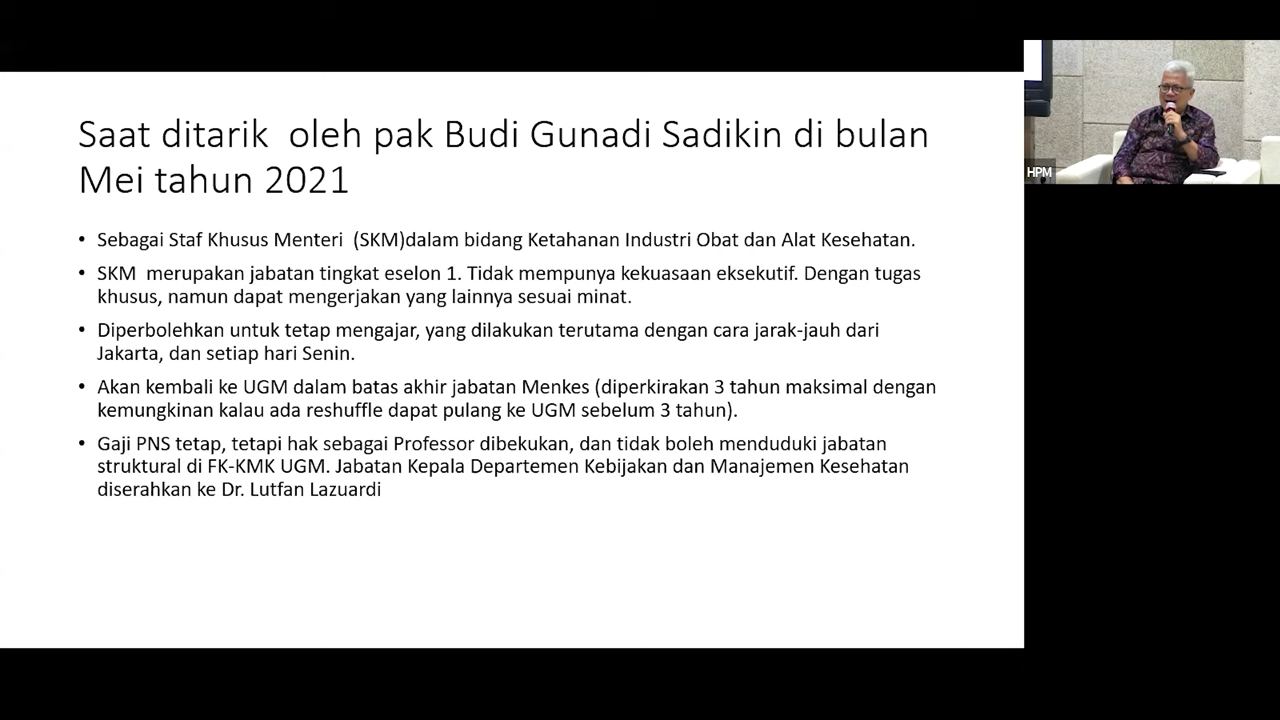 Saat ditarik  oleh pak Budi Gunadi Sadikin di bulan
Mei tahun 2021
• Sebagai Staf Khusus Menteri  (SKM)dalam bidang Ketahanan Industri Obat dan Alat Kesehatan.
• SKM  merupakan jabatan tingkat eselon 1. Tidak mempunya kekuasaan eksekutif. Dengan tugas
khusus, namun dapat mengerjakan yang lainnya sesuai minat.
• Diperbolehkan untuk tetap mengajar, yang dilakukan terutama dengan cara jarak-jauh dari
Jakarta, dan setiap hari Senin.
• Akan kembali ke UGM dalam batas akhir jabatan Menkes (diperkirakan 3 tahun maksimal dengan
kemungkinan kalau ada reshuffle dapat pulang ke UGM sebelum 3 tahun).
• Gaji PNS tetap, tetapi hak sebagai Professor dibekukan, dan tidak boleh menduduki jabatan
struktural di FK-KMK UGM. Jabatan Kepala Departemen Kebijakan dan Manajemen Kesehatan
diserahkan ke Dr. Lutfan Lazuardi
HPM